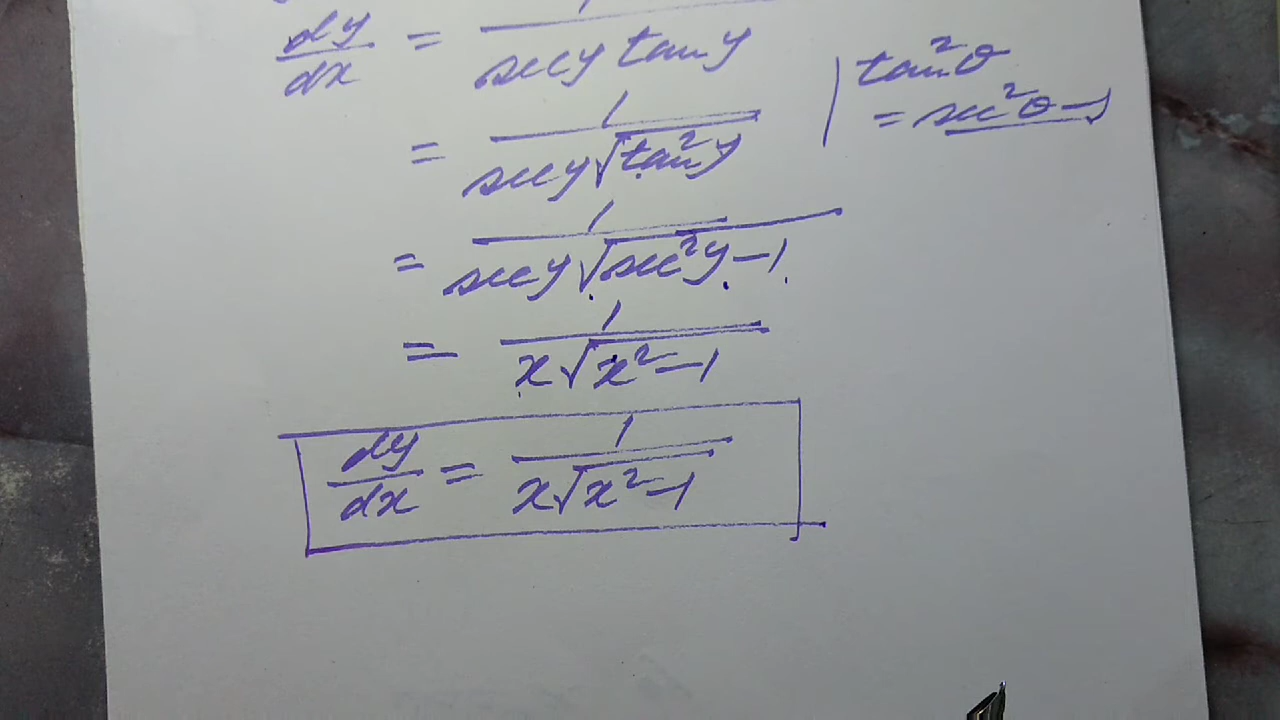 dy/dx = 1/(sec y tan y)
tan²θ
= sec²θ-1
= 1/(sec y √(tan²y))
= 1/(sec y √(sec²y-1))
= 1/(x√(x²-1))
dy/dx = 1/(x√(x²-1))